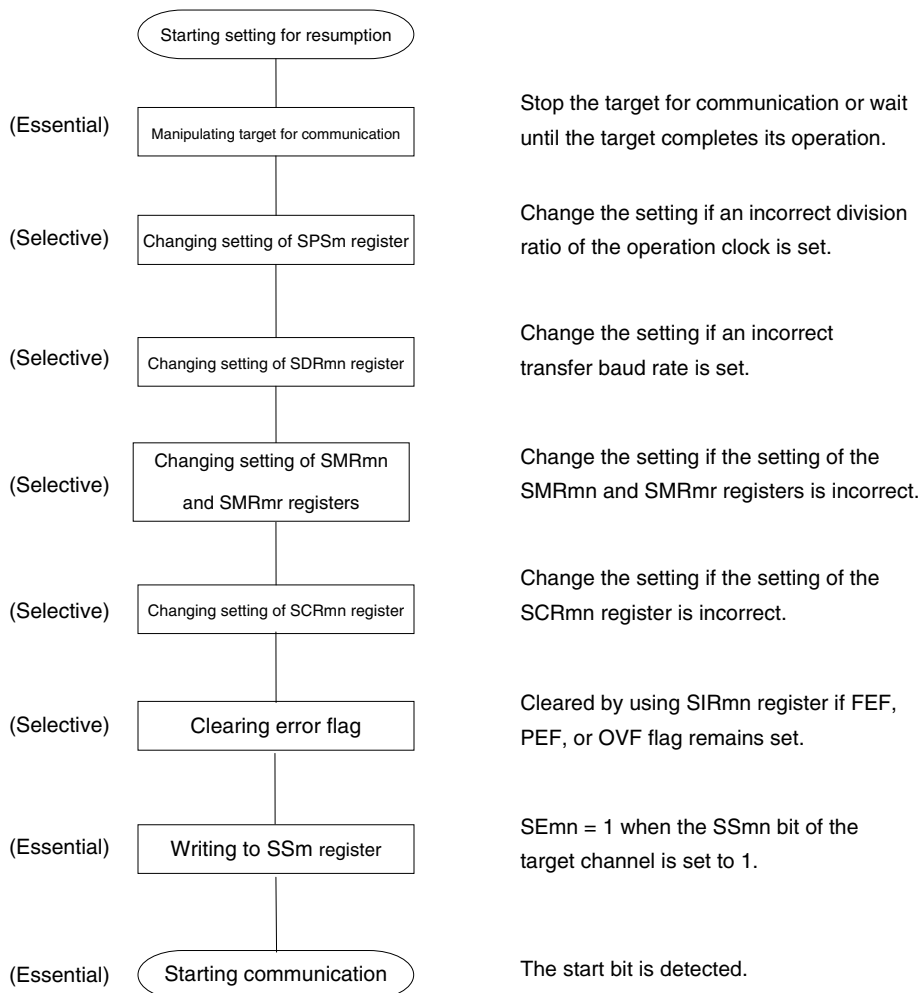 Starting setting for resumption
(Essential)
Manipulating target for communication
Stop the target for communication or wait
until the target completes its operation.
(Selective)
Changing setting of SPSm register
Change the setting if an incorrect division
ratio of the operation clock is set.
(Selective)
Changing setting of SDRmn register
Change the setting if an incorrect
transfer baud rate is set.
(Selective)
Changing setting of SMRmn
and SMRmr registers
Change the setting if the setting of the
SMRmn and SMRmr registers is incorrect.
(Selective)
Changing setting of SCRmn register
Change the setting if the setting of the
SCRmn register is incorrect.
(Selective)
Clearing error flag
Cleared by using SIRmn register if FEF,
PEF, or OVF flag remains set.
(Essential)
Writing to SSm register
SEmn = 1 when the SSmn bit of the
target channel is set to 1.
(Essential)
Starting communication
The start bit is detected.